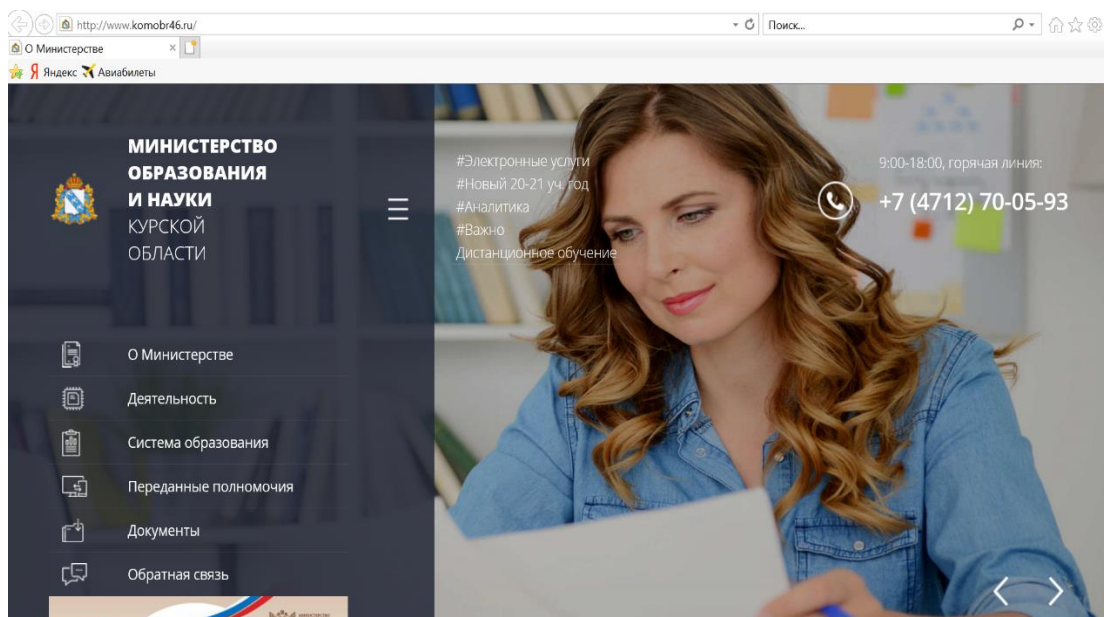 http://www.komobr46.ru/
Поиск...
О Министерстве
Яндекс Авиабилеты
МИНИСТЕРСТВО
ОБРАЗОВАНИЯ
И НАУКИ
КУРСКОЙ
ОБЛАСТИ
#Электронные услуги
#Новый 20-21 уч. год
#Аналитика
#Важно
Дистанционное обучение
9:00-18:00, горячая линия:
+7 (4712) 70-05-93
О Министерстве
Деятельность
Система образования
Переданные полномочия
Документы
Обратная связь
МИНИСТЕРСТВО